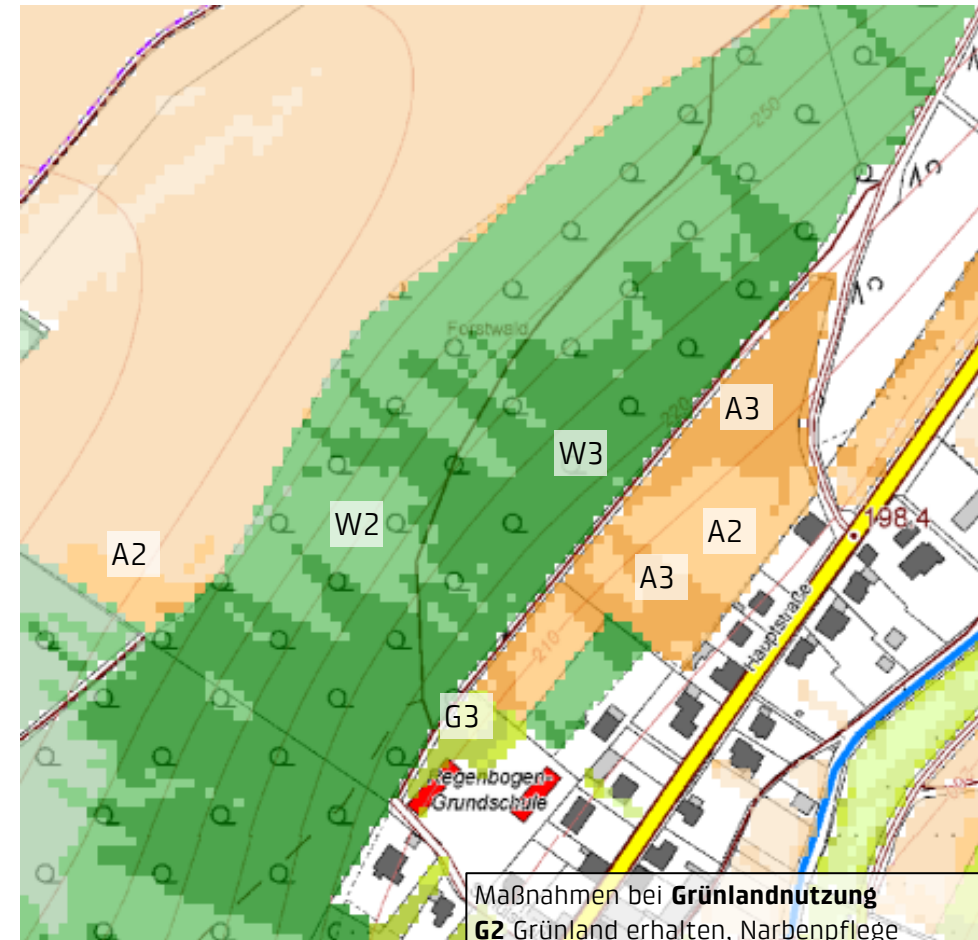 250
Forstwald
A3
220
W3
W2
A2
198.4
A2
A3
Hauptstraße
210
G3
Regenbogen-
Grundschule
Maßnahmen bei Grünlandnutzung
G2 Grünland erhalten, Narbenpflege